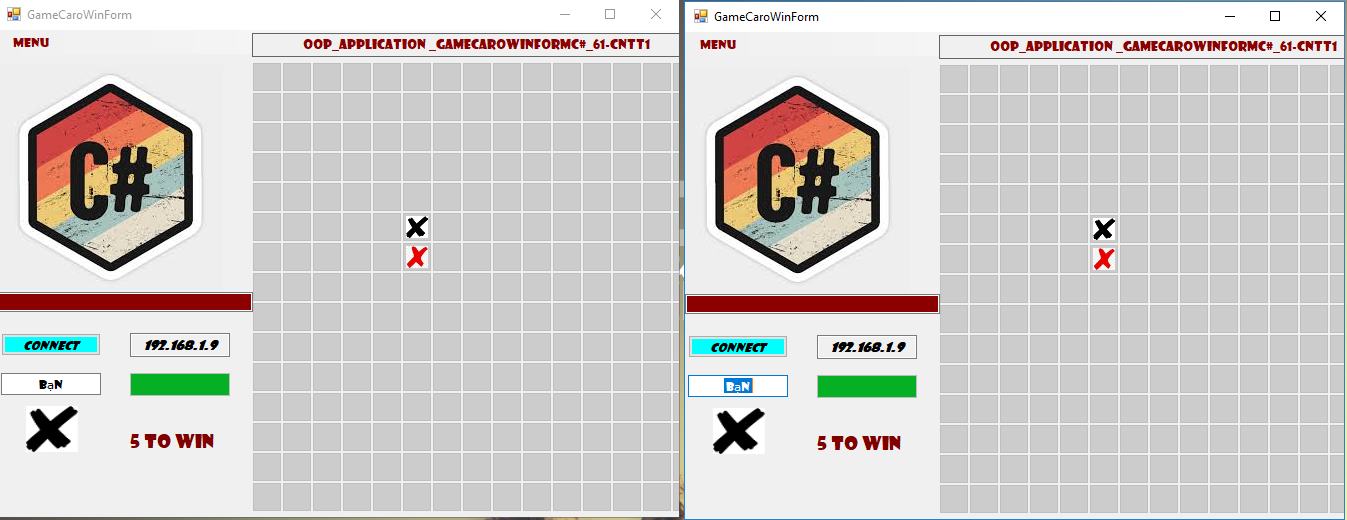 GameCaroWinForm
MENU
OOP_APPLICATION _GAMECAROWINFORMC#_61-CNTT1
C#
CONNECT
192.168.1.9
BạN
5 TO WIN
GameCaroWinForm
MENU
OOP_APPLICATION _GAMECAROWINFORMC#_61-CNTT1
C#
CONNECT
192.168.1.9
BạN
5 TO WIN